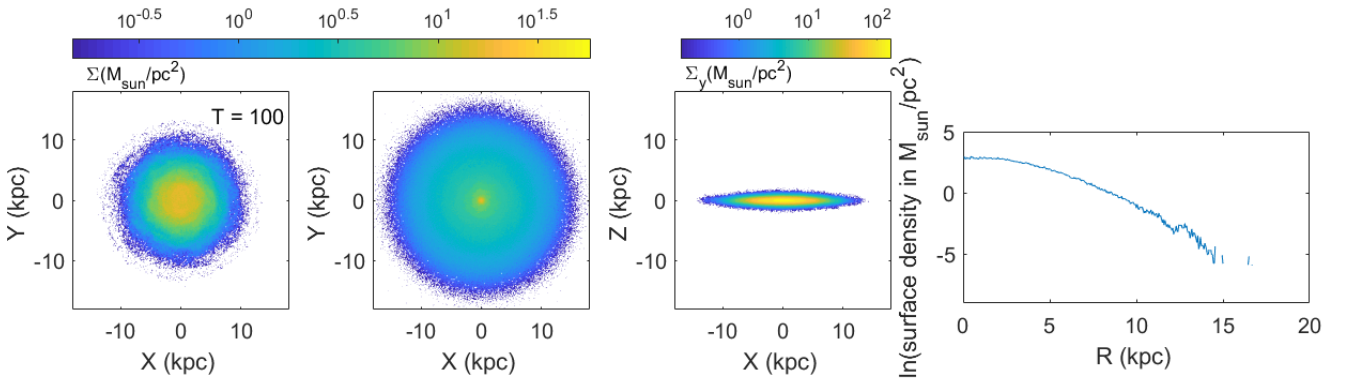 10^-0.5 10^0 10^0.5 10^1 10^1.5
Σ(M_sun/pc^2)
10^0 10^1 10^2
Σ_y(M_sun/pc^2)
T = 100
10
0
-10
Y (kpc)
-10 0 10
X (kpc)
10
0
-10
Y (kpc)
-10 0 10
X (kpc)
10
0
-10
Z (kpc)
-10 0 10
X (kpc)
ln(surface density in M_sun/pc^2)
5
0
-5
0 5 10 15 20
R (kpc)